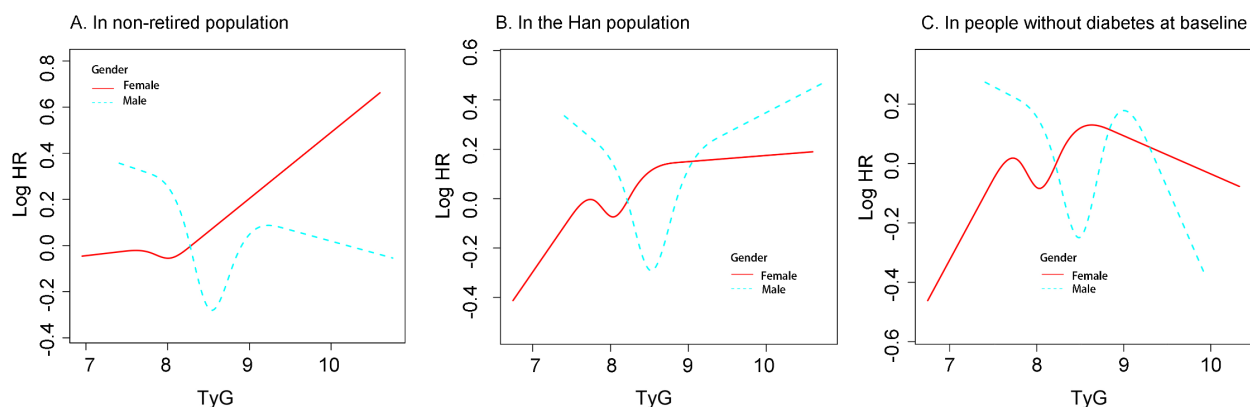 A. In non-retired population
Log HR
0.8
0.6
0.4
0.2
0.0
-0.2
-0.4
Gender
Female
Male
7
8
9
10
TyG
B. In the Han population
Log HR
0.6
0.4
0.2
0.0
-0.2
-0.4
Gender
Female
Male
7
8
9
10
TyG
C. In people without diabetes at baseline
Log HR
0.2
0.0
-0.2
-0.4
-0.6
Gender
Female
Male
7
8
9
10
TyG